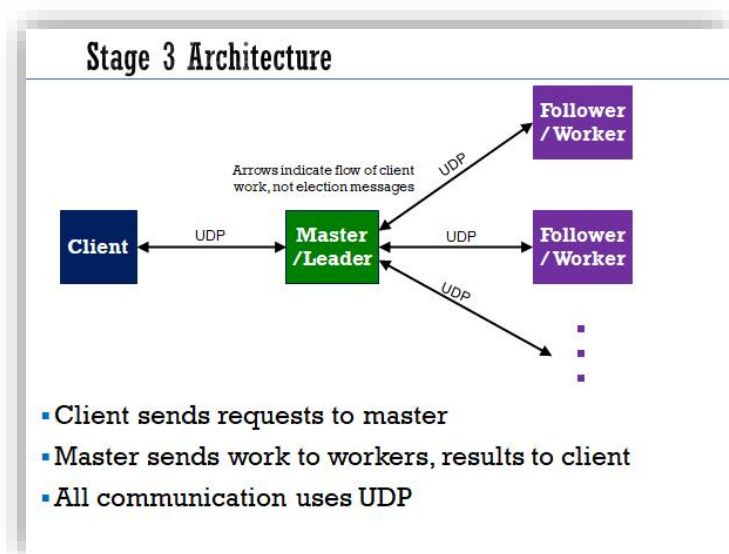 Stage 3 Architecture
Follower
/Worker
Arrows indicate flow of client
work, not election messages
UDP
Client
UDP
Master
/Leader
UDP
Follower
/Worker
UDP
▪ Client sends requests to master
▪ Master sends work to workers, results to client
▪ All communication uses UDP